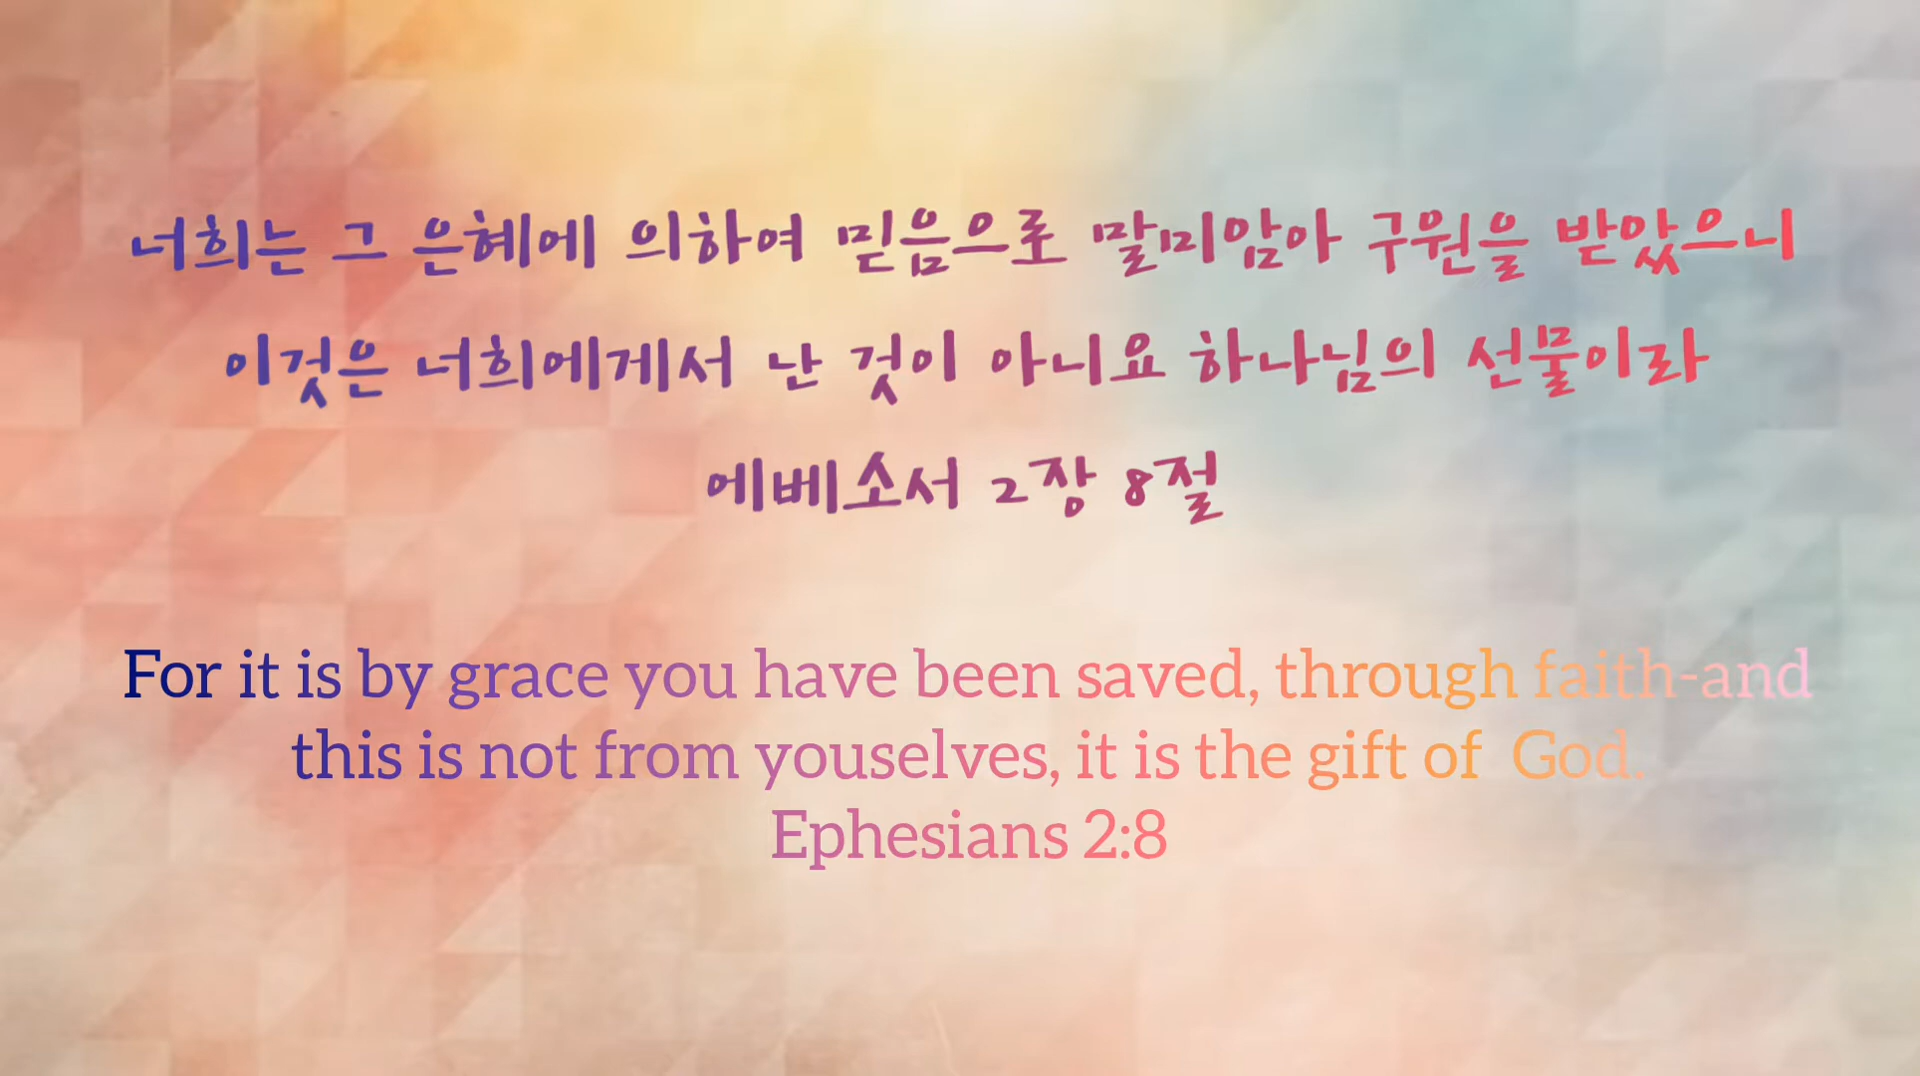 너희는 그 은혜에 의하여 믿음으로 말미암아 구원을 받았으니
이것은 너희에게서 난 것이 아니요 하나님의 선물이라
에베소서 2장 8절
For it is by grace you have been saved, through faith-and
this is not from youselves, it is the gift of  God.
Ephesians 2:8